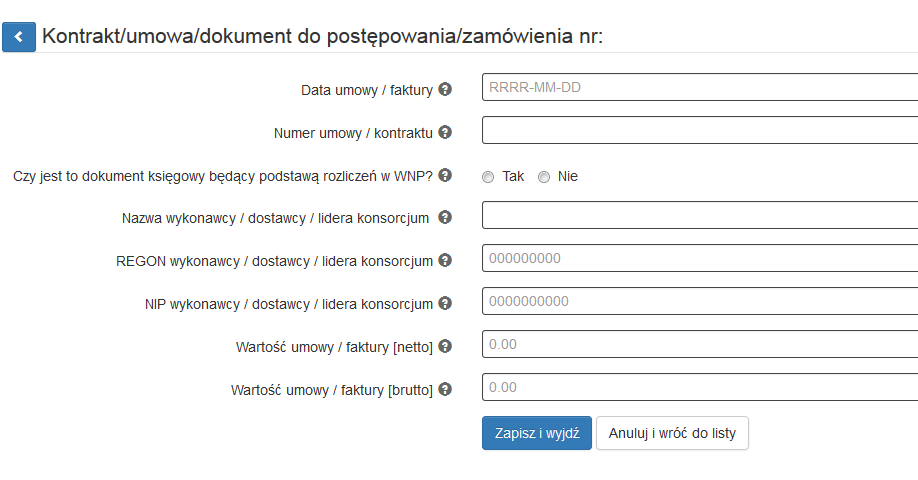 Kontrakt/umowa/dokument do postępowania/zamówienia nr:
Data umowy / faktury RRRR-MM-DD
Numer umowy / kontraktu
Czy jest to dokument księgowy będący podstawą rozliczeń w WNP? Tak Nie
Nazwa wykonawcy / dostawcy / lidera konsorcjum
REGON wykonawcy / dostawcy / lidera konsorcjum 000000000
NIP wykonawcy / dostawcy / lidera konsorcjum 0000000000
Wartość umowy / faktury [netto] 0.00
Wartość umowy / faktury [brutto] 0.00
Zapisz i wyjdź Anuluj i wróć do listy